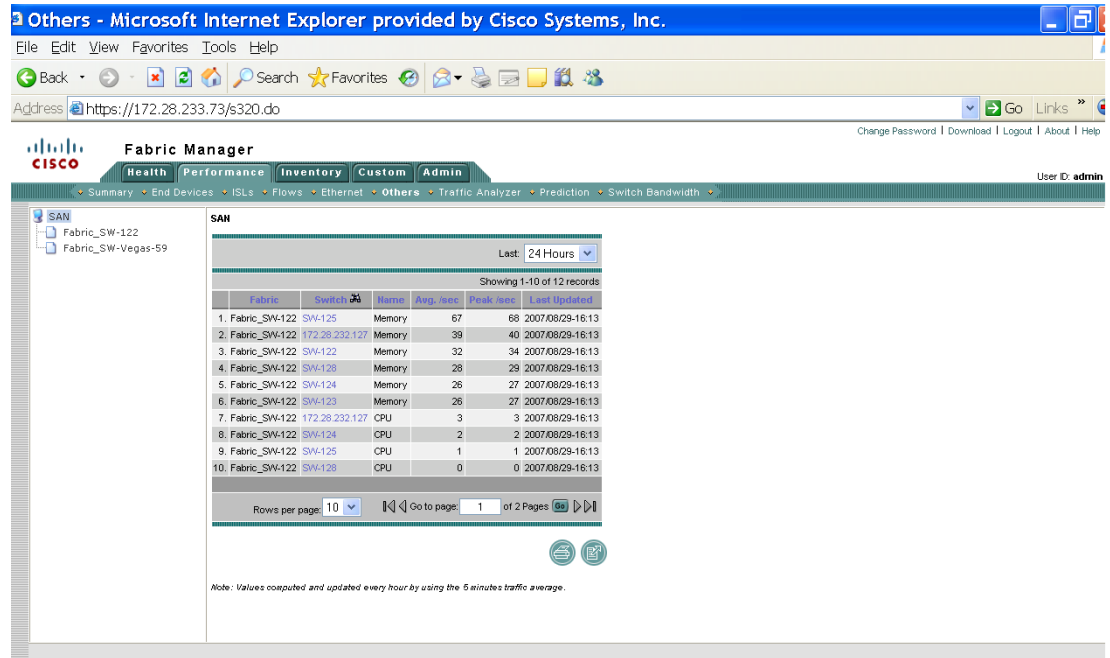 Others - Microsoft Internet Explorer provided by Cisco Systems, Inc.
File Edit View Favorites Tools Help
Back Search Favorites
Address https://172.28.233.73/s320.do Go Links »
Change Password | Download | Logout | About | Help
CISCO Fabric Manager
Health Performance Inventory Custom Admin
User ID: admin
Summary End Devices ISLs Flows Ethernet Others Traffic Analyzer Prediction Switch Bandwidth
SAN
Fabric_SW-122
Fabric_SW-Vegas-59
SAN
Last: 24 Hours
Showing 1-10 of 12 records
Fabric Switch Name Avg. /sec Peak /sec Last Updated
1. Fabric_SW-122 SW-125 Memory 67 68 2007/08/29-16:13
2. Fabric_SW-122 172.28.232.127 Memory 39 40 2007/08/29-16:13
3. Fabric_SW-122 SW-122 Memory 32 34 2007/08/29-16:13
4. Fabric_SW-122 SW-128 Memory 28 29 2007/08/29-16:13
5. Fabric_SW-122 SW-124 Memory 26 27 2007/08/29-16:13
6. Fabric_SW-122 SW-123 Memory 26 27 2007/08/29-16:13
7. Fabric_SW-122 172.28.232.127 CPU 3 3 2007/08/29-16:13
8. Fabric_SW-122 SW-124 CPU 2 2 2007/08/29-16:13
9. Fabric_SW-122 SW-125 CPU 1 1 2007/08/29-16:13
10. Fabric_SW-122 SW-128 CPU 0 0 2007/08/29-16:13
Rows per page: 10 Go to page: 1 of 2 Pages Go
Note: Values computed and updated every hour by using the 5 minutes traffic average.